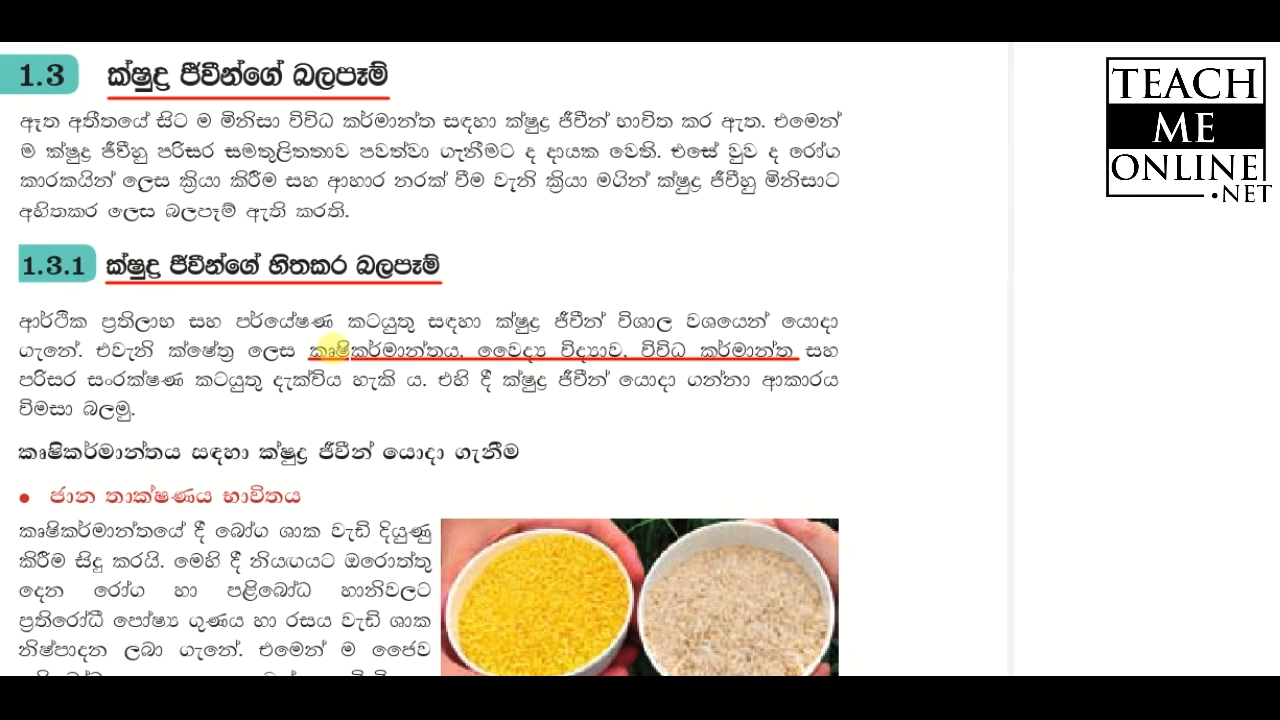 1.3 ක්ෂුද්‍ර ජීවීන්ගේ බලපෑම්
ඈත අතීතයේ සිට ම මිනිසා විවිධ කර්මාන්ත සඳහා ක්ෂුද්‍ර ජීවීන් භාවිත කර ඇත. එමෙන්
ම ක්ෂුද්‍ර ජීවීහු පරිසර සමතුලිතතාව පවත්වා ගැනීමට ද දායක වෙති. එසේ වුව ද රෝග
කාරකයින් ලෙස ක්‍රියා කිරීම සහ ආහාර නරක් වීම වැනි ක්‍රියා මගින් ක්ෂුද්‍ර ජීවීහු මිනිසාට
අහිතකර ලෙස බලපෑම් ඇති කරති.
1.3.1 ක්ෂුද්‍ර ජීවීන්ගේ හිතකර බලපෑම්
ආර්ථික ප්‍රතිලාභ සහ පර්යේෂණ කටයුතු සඳහා ක්ෂුද්‍ර ජීවීන් විශාල වශයෙන් යොදා
ගැනේ. එවැනි ක්ෂේත්‍ර ලෙස කෘෂිකර්මාන්තය, වෛද්‍ය විද්‍යාව, විවිධ කර්මාන්ත සහ
පරිසර සංරක්ෂණ කටයුතු දැක්විය හැකි ය. එහි දී ක්ෂුද්‍ර ජීවීන් යොදා ගන්නා ආකාරය
විමසා බලමු.
කෘෂිකර්මාන්තය සඳහා ක්ෂුද්‍ර ජීවීන් යොදා ගැනීම
• ජාන තාක්ෂණය භාවිතය
කෘෂිකර්මාන්තයේ දී බෝග ශාක වැඩි දියුණු
කිරීම සිදු කරයි. මෙහි දී නියඟයට ඔරොත්තු
දෙන රෝග හා පළිබෝධ හානිවලට
ප්‍රතිරෝධී පෝෂ්‍ය ගුණය හා රසය වැඩි ශාක
නිෂ්පාදන ලබා ගැනේ. එමෙන් ම ජෛව
TEACH
ME
ONLINE
.NET